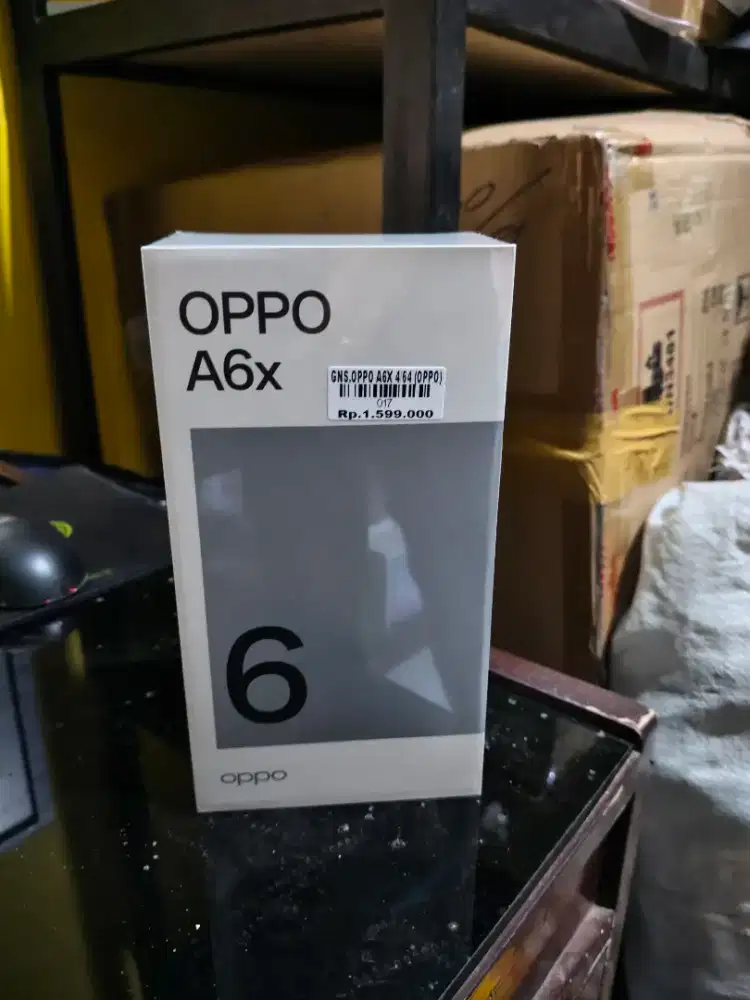 OPPO
A6x
GNS.OPPO A6X 4 64 (OPPO)
017
Rp.1.599.000
6
oppo